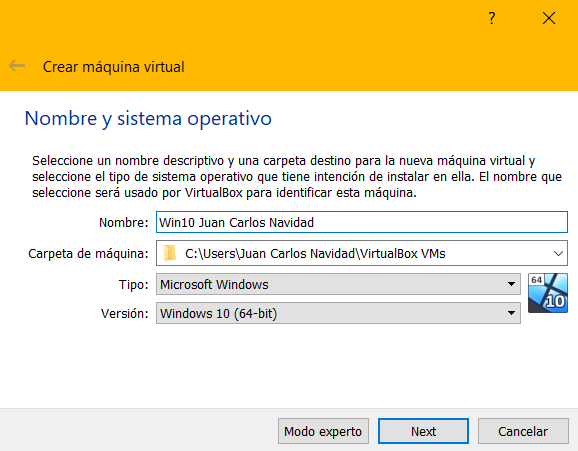 ?
Crear máquina virtual
Nombre y sistema operativo
Seleccione un nombre descriptivo y una carpeta destino para la nueva máquina virtual y
seleccione el tipo de sistema operativo que tiene intención de instalar en ella. El nombre que
seleccione será usado por VirtualBox para identificar esta máquina.
Nombre: Win10 Juan Carlos Navidad
Carpeta de máquina: C:\Users\Juan Carlos Navidad\VirtualBox VMs
Tipo: Microsoft Windows
64
10
Versión: Windows 10 (64-bit)
Modo experto Next Cancelar